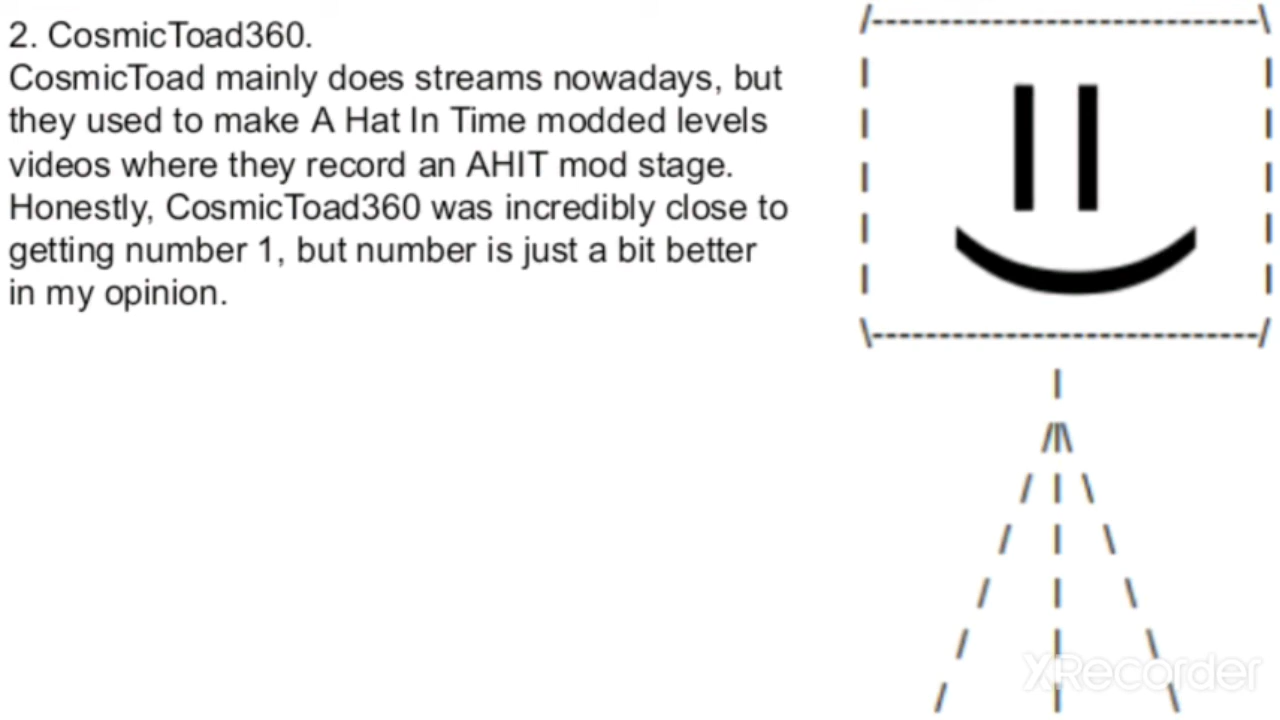 2. CosmicToad360.
CosmicToad mainly does streams nowadays, but
they used to make A Hat In Time modded levels
videos where they record an AHIT mod stage.
Honestly, CosmicToad360 was incredibly close to
getting number 1, but number is just a bit better
in my opinion.
XRecorder